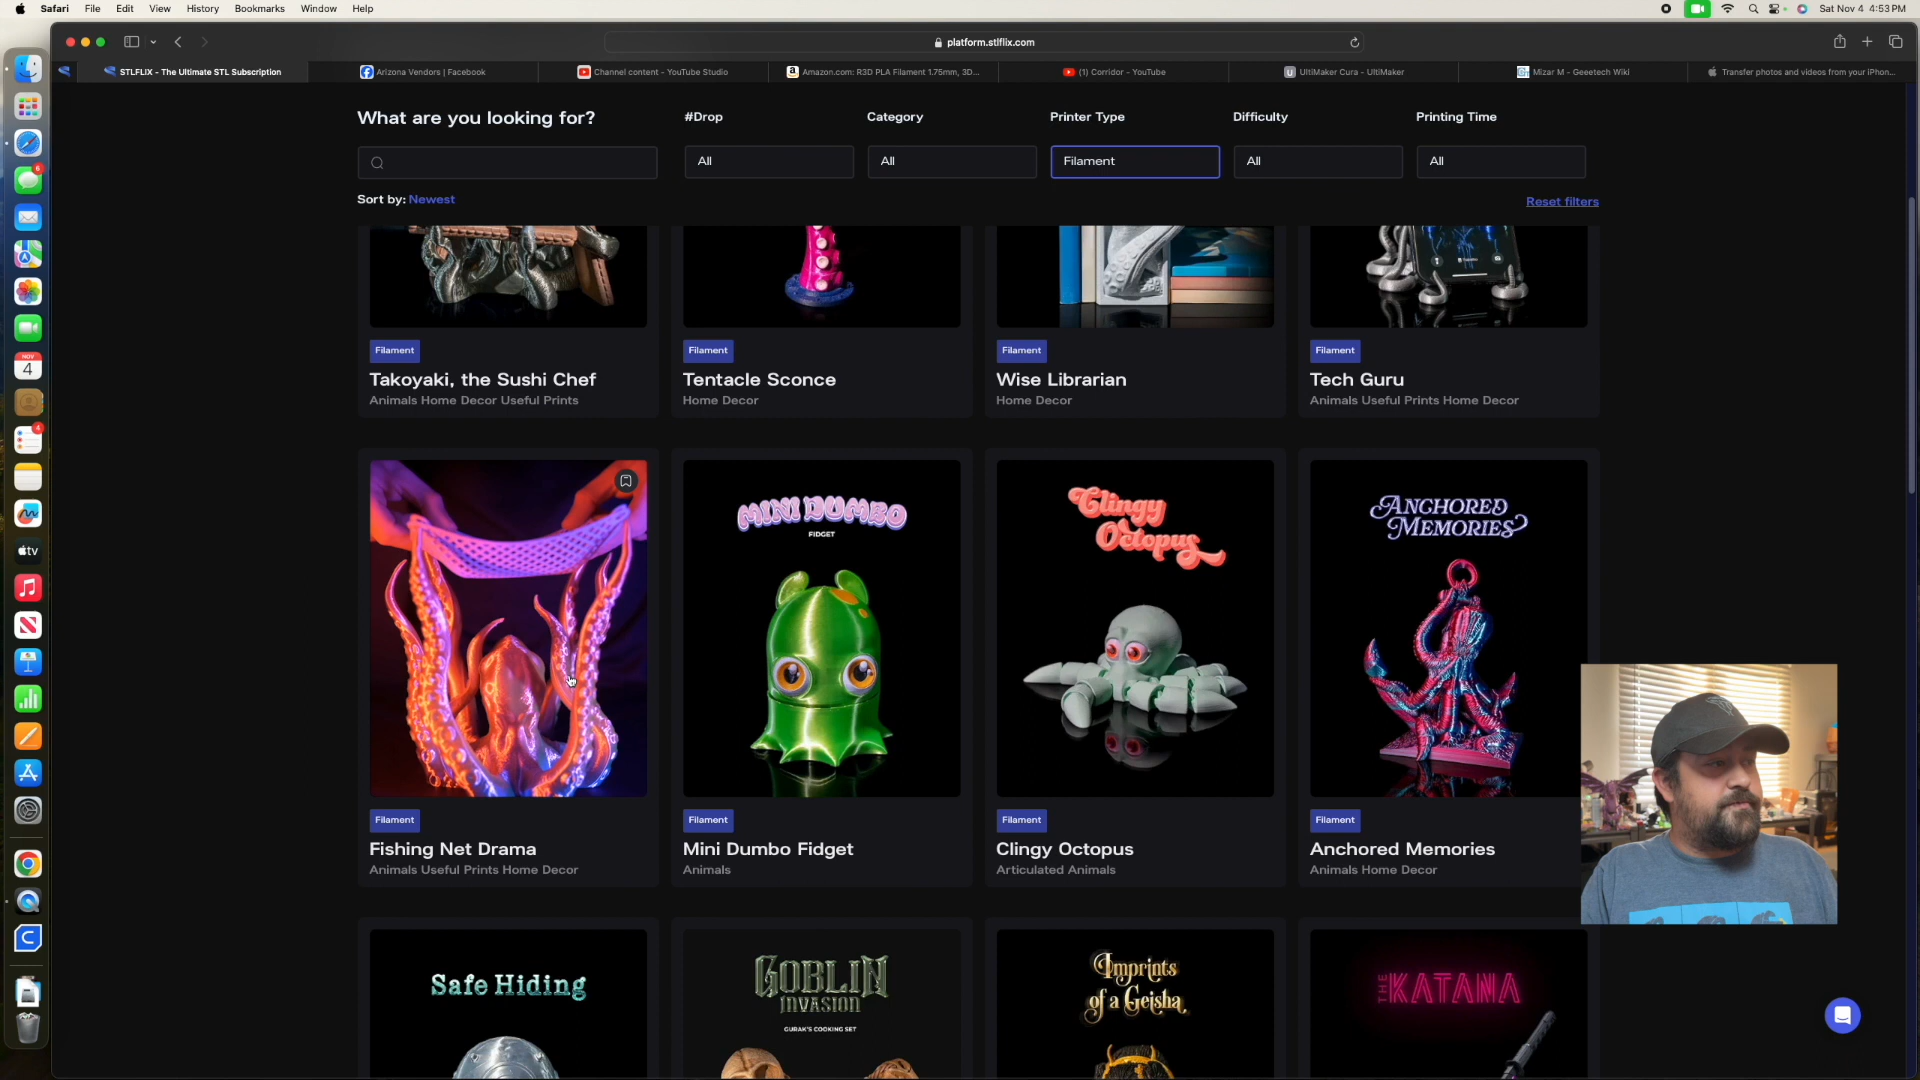 Safari File Edit View History Bookmarks Window Help
Sat Nov 4 4:53 PM
platform.stlflix.com
STLFLIX - The Ultimate STL Subscription
Arizona Vendors | Facebook
Channel content - YouTube Studio
Amazon.com: R3D PLA Filament 1.75mm, 3D...
(1) Corridor - YouTube
UltiMaker Cura - UltiMaker
Mizar M - Geeetech Wiki
Transfer photos and videos from your iPhon...
What are you looking for?
#Drop
Category
Printer Type
Difficulty
Printing Time
All
All
Filament
All
All
Sort by: Newest
Reset filters
Filament
Takoyaki, the Sushi Chef
Animals Home Decor Useful Prints
Filament
Tentacle Sconce
Home Decor
Filament
Wise Librarian
Home Decor
Filament
Tech Guru
Animals Useful Prints Home Decor
MINI DUMBO
FIDGET
Clingy
Octopus
ANCHORED
MEMORIES
Filament
Fishing Net Drama
Animals Useful Prints Home Decor
Filament
Mini Dumbo Fidget
Animals
Filament
Clingy Octopus
Articulated Animals
Filament
Anchored Memories
Animals Home Decor
Safe Hiding
GOBLIN
INVASION
GURAK'S COOKING SET
Imprints
of a Geisha
THE KATANA
6
NOV
4
4
tv